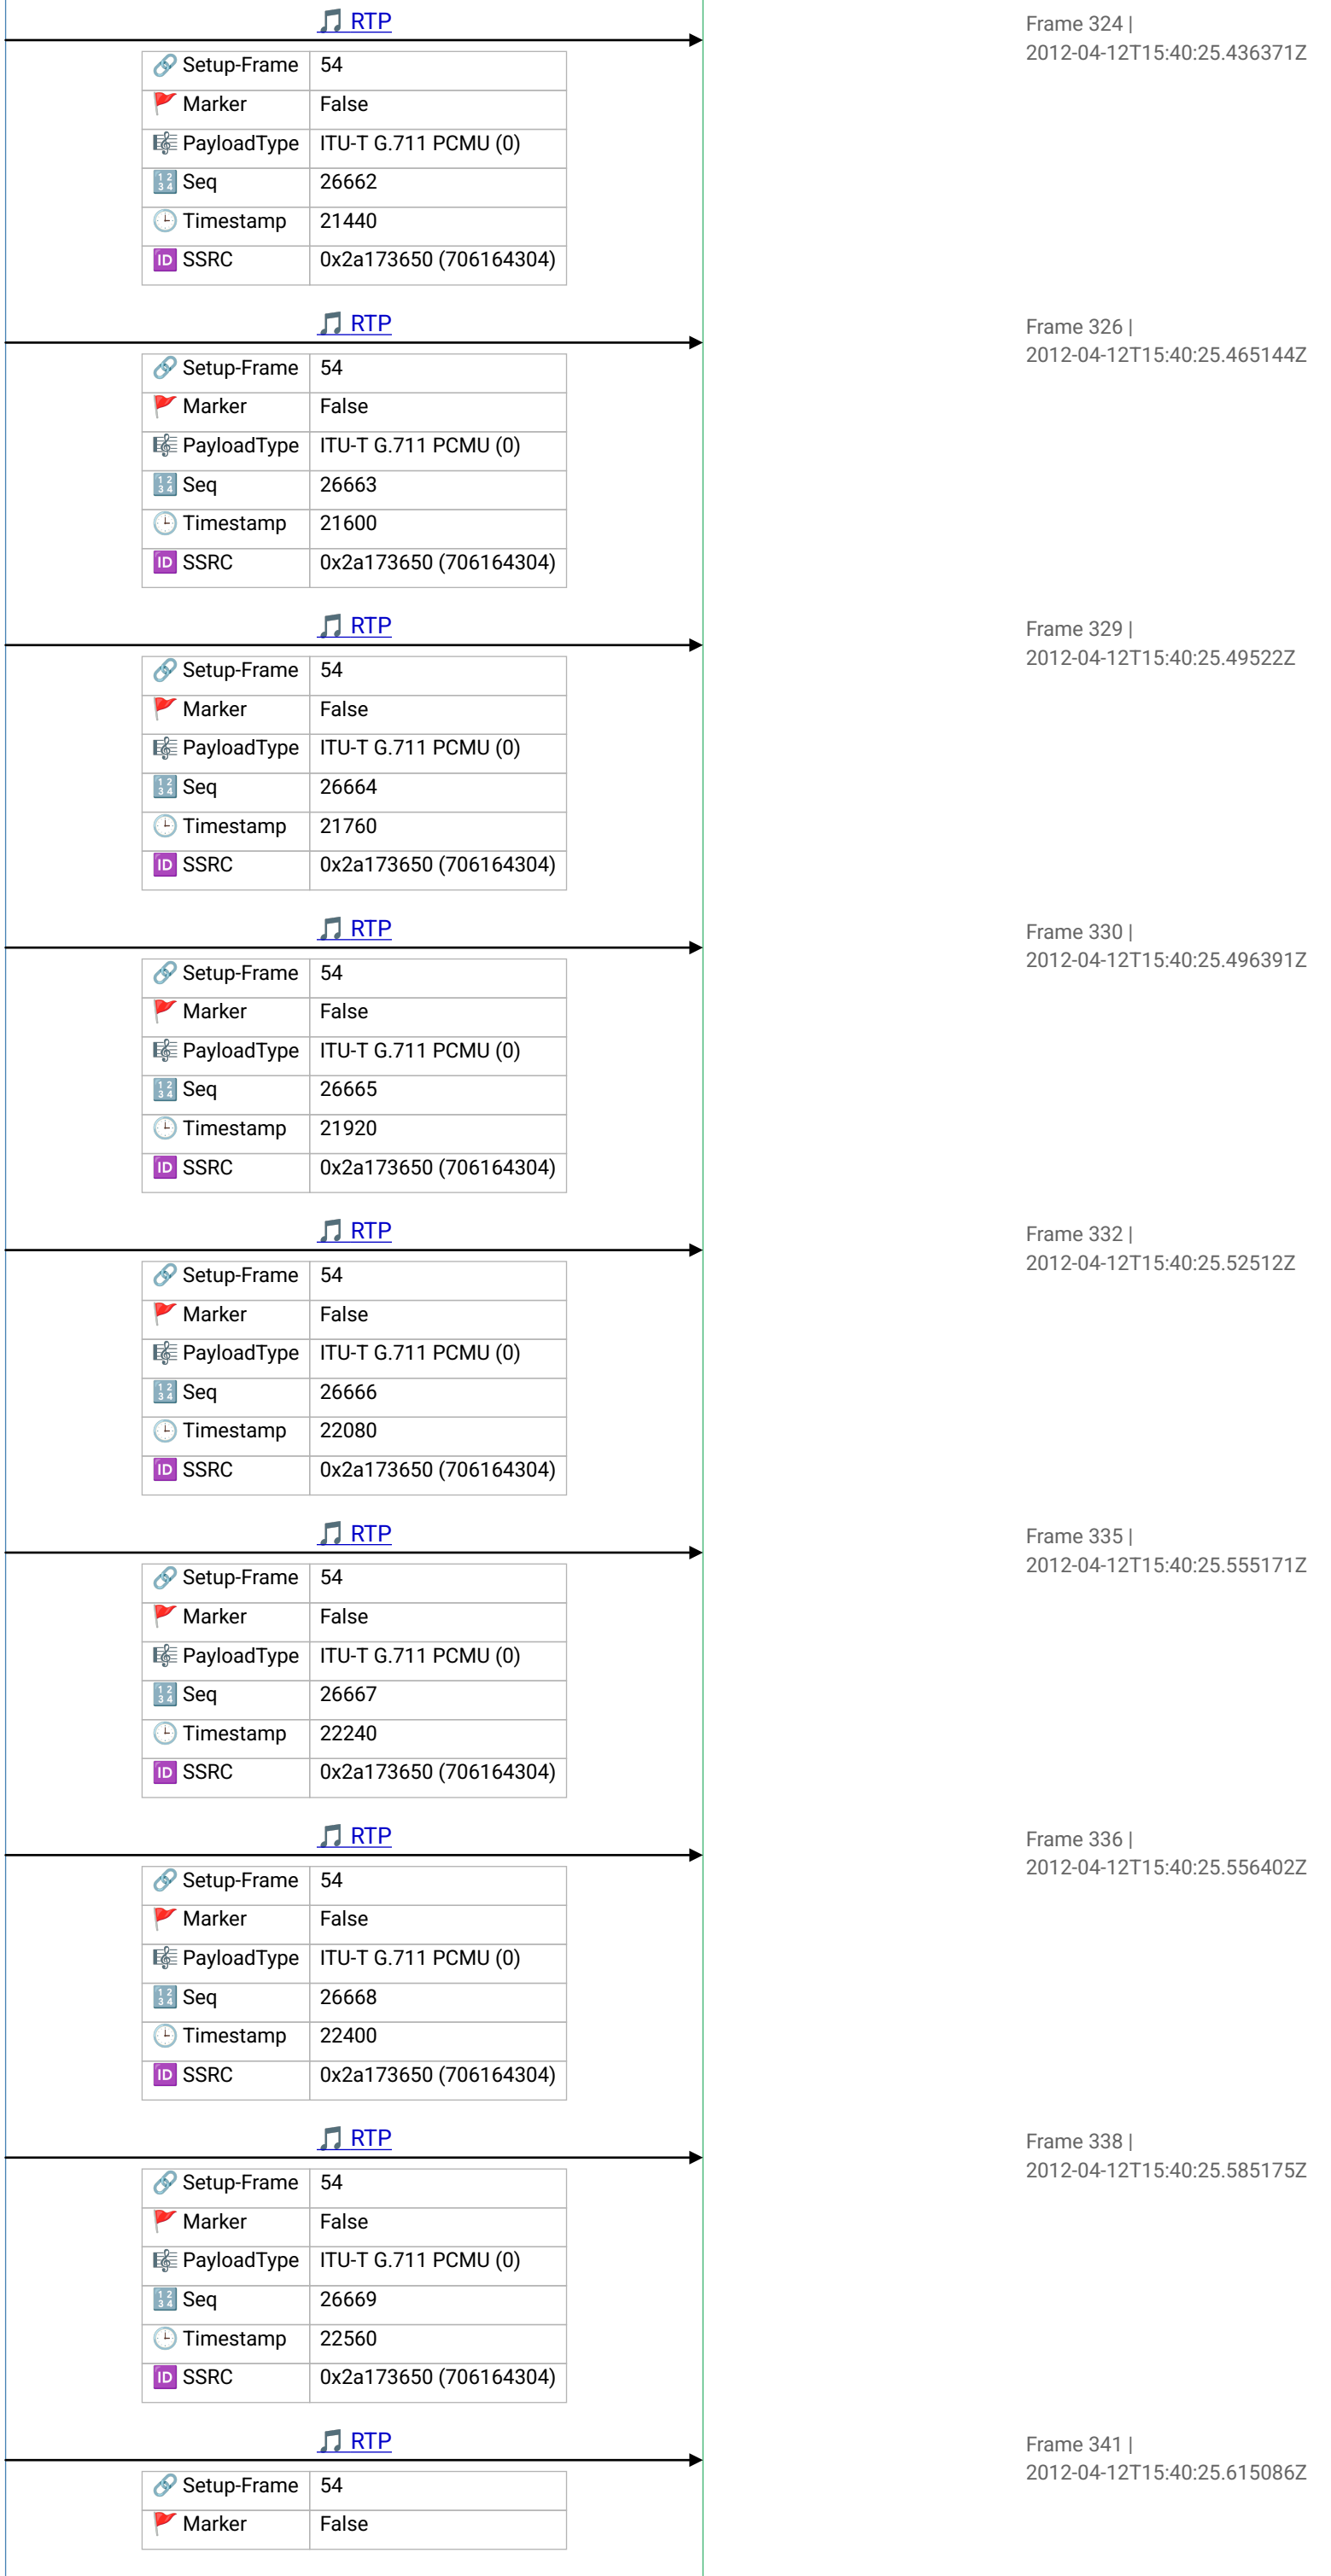 🎵 RTP
Frame 324 |
2012-04-12T15:40:25.436371Z
🔗 Setup-Frame 54
🚩 Marker False
🎼 PayloadType ITU-T G.711 PCMU (0)
🔢 Seq 26662
🕒 Timestamp 21440
🆔 SSRC 0x2a173650 (706164304)
🎵 RTP
Frame 326 |
2012-04-12T15:40:25.465144Z
🔗 Setup-Frame 54
🚩 Marker False
🎼 PayloadType ITU-T G.711 PCMU (0)
🔢 Seq 26663
🕒 Timestamp 21600
🆔 SSRC 0x2a173650 (706164304)
🎵 RTP
Frame 329 |
2012-04-12T15:40:25.49522Z
🔗 Setup-Frame 54
🚩 Marker False
🎼 PayloadType ITU-T G.711 PCMU (0)
🔢 Seq 26664
🕒 Timestamp 21760
🆔 SSRC 0x2a173650 (706164304)
🎵 RTP
Frame 330 |
2012-04-12T15:40:25.496391Z
🔗 Setup-Frame 54
🚩 Marker False
🎼 PayloadType ITU-T G.711 PCMU (0)
🔢 Seq 26665
🕒 Timestamp 21920
🆔 SSRC 0x2a173650 (706164304)
🎵 RTP
Frame 332 |
2012-04-12T15:40:25.52512Z
🔗 Setup-Frame 54
🚩 Marker False
🎼 PayloadType ITU-T G.711 PCMU (0)
🔢 Seq 26666
🕒 Timestamp 22080
🆔 SSRC 0x2a173650 (706164304)
🎵 RTP
Frame 335 |
2012-04-12T15:40:25.555171Z
🔗 Setup-Frame 54
🚩 Marker False
🎼 PayloadType ITU-T G.711 PCMU (0)
🔢 Seq 26667
🕒 Timestamp 22240
🆔 SSRC 0x2a173650 (706164304)
🎵 RTP
Frame 336 |
2012-04-12T15:40:25.556402Z
🔗 Setup-Frame 54
🚩 Marker False
🎼 PayloadType ITU-T G.711 PCMU (0)
🔢 Seq 26668
🕒 Timestamp 22400
🆔 SSRC 0x2a173650 (706164304)
🎵 RTP
Frame 338 |
2012-04-12T15:40:25.585175Z
🔗 Setup-Frame 54
🚩 Marker False
🎼 PayloadType ITU-T G.711 PCMU (0)
🔢 Seq 26669
🕒 Timestamp 22560
🆔 SSRC 0x2a173650 (706164304)
🎵 RTP
Frame 341 |
2012-04-12T15:40:25.615086Z
🔗 Setup-Frame 54
🚩 Marker False